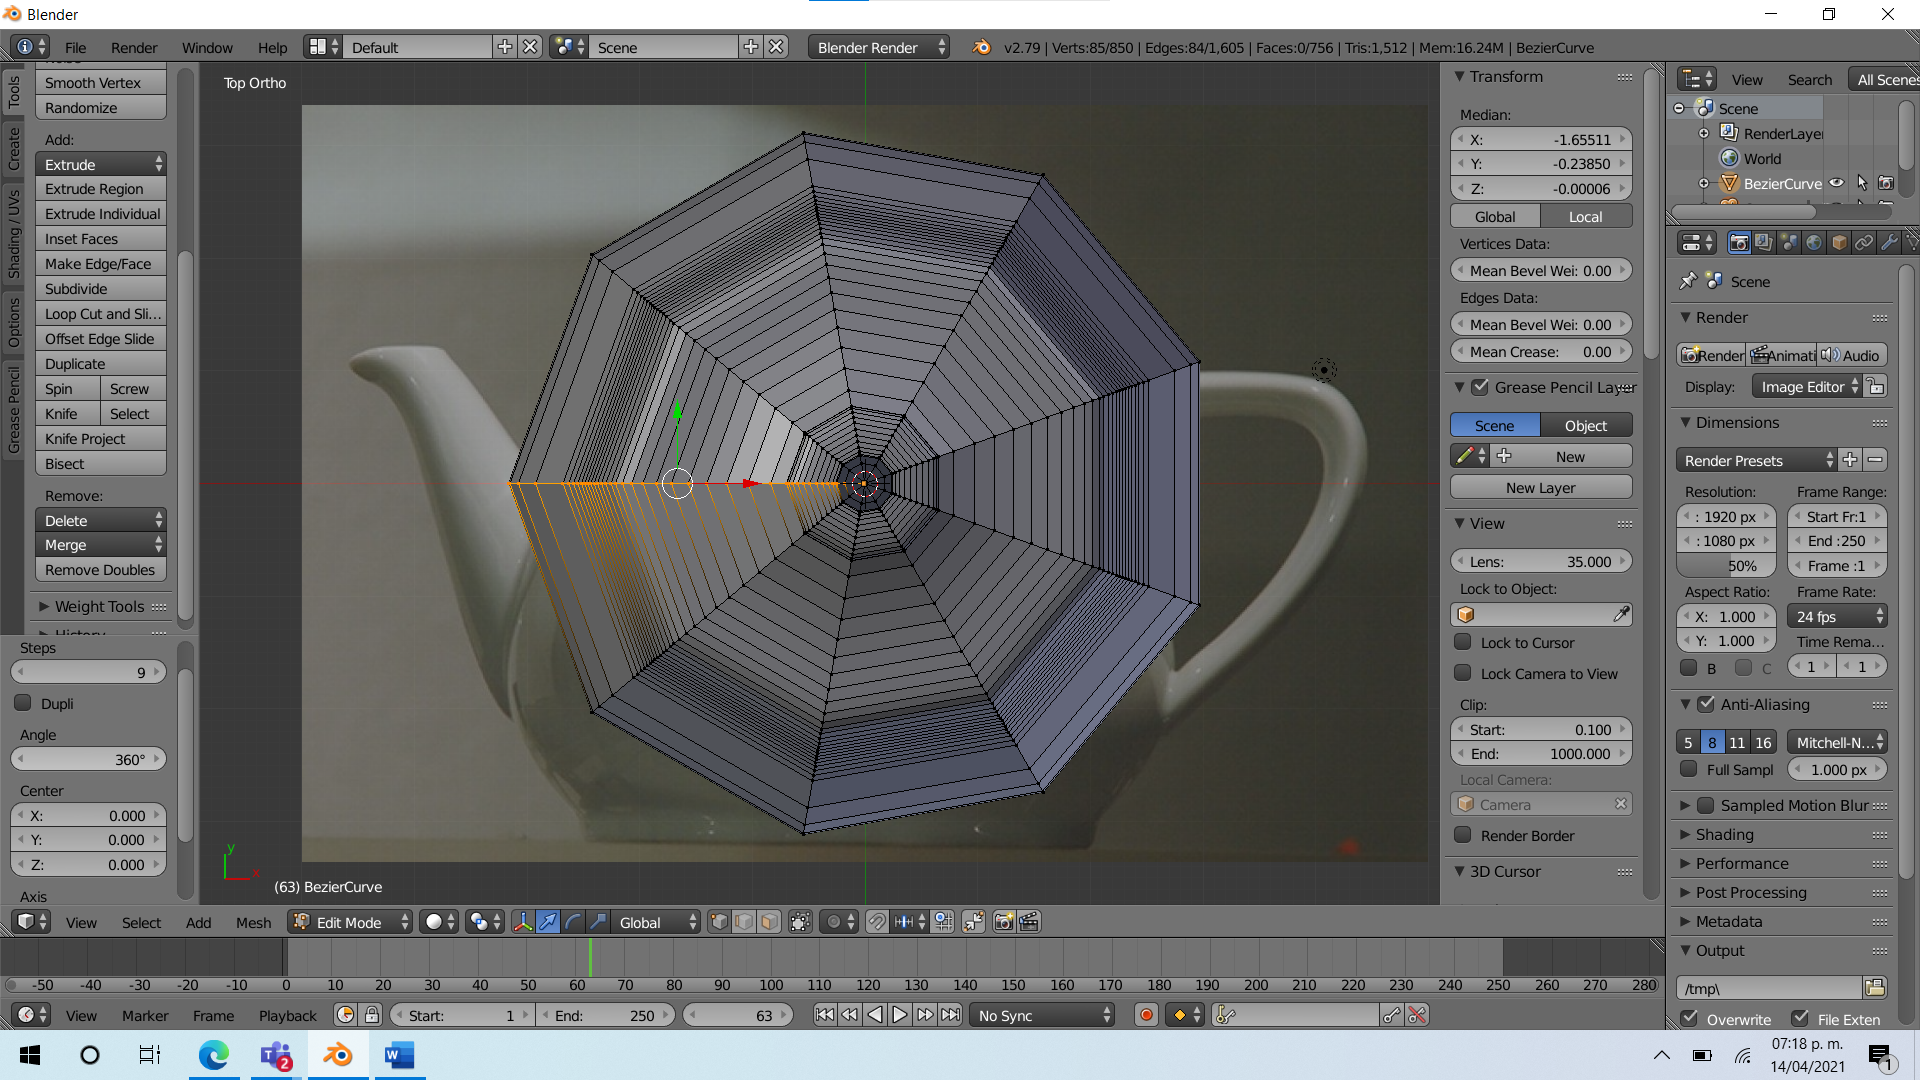 Blender
File Render Window Help Default Scene Blender Render v2.79 | Verts:85/850 | Edges:84/1,605 | Faces:0/756 | Tris:1,512 | Mem:16.24M | BezierCurve
Tools
Create
Shading / UVs
Options
Grease Pencil
Smooth Vertex
Randomize
Add:
Extrude
Extrude Region
Extrude Individual
Inset Faces
Make Edge/Face
Subdivide
Loop Cut and Sli...
Offset Edge Slide
Duplicate
Spin Screw
Knife Select
Knife Project
Bisect
Remove:
Delete
Merge
Remove Doubles
Weight Tools
History
Steps
9
Dupli
Angle
360°
Center
X: 0.000
Y: 0.000
Z: 0.000
Axis
Top Ortho
y
x
(63) BezierCurve
Transform
Median:
X: -1.65511
Y: -0.23850
Z: -0.00006
Global Local
Vertices Data:
Mean Bevel Wei: 0.00
Edges Data:
Mean Bevel Wei: 0.00
Mean Crease: 0.00
Grease Pencil Layer
Scene Object
New
New Layer
View
Lens: 35.000
Lock to Object:
Lock to Cursor
Lock Camera to View
Clip:
Start: 0.100
End: 1000.000
Local Camera:
Camera
Render Border
3D Cursor
View Search All Scenes
Scene
RenderLayer
World
BezierCurve
Scene
Render
Render Animati Audio
Display: Image Editor
Dimensions
Render Presets
Resolution: Frame Range:
: 1920 px Start Fr:1
: 1080 px End :250
50% Frame :1
Aspect Ratio: Frame Rate:
X: 1.000 24 fps
Y: 1.000 Time Rema...
B C 1 1
Anti-Aliasing
5 8 11 16 Mitchell-N...
Full Sampl 1.000 px
Sampled Motion Blur
Shading
Performance
Post Processing
Metadata
Output
/tmp\
Overwrite File Exten
View Select Add Mesh Edit Mode Global
-50 -40 -30 -20 -10 0 10 20 30 40 50 60 70 80 90 100 110 120 130 140 150 160 170 180 190 200 210 220 230 240 250 260 270 280
View Marker Frame Playback Start: 1 End: 250 63 No Sync
2
07:18 p. m.
14/04/2021
1